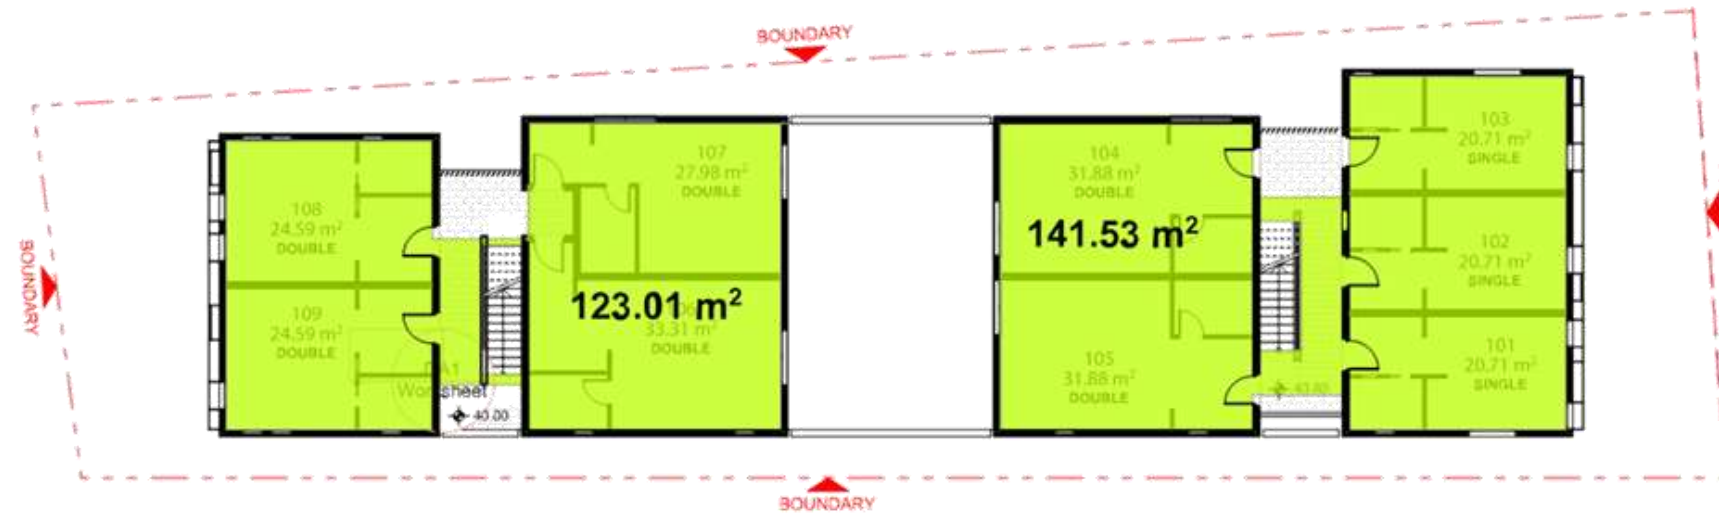 BOUNDARY
103
20.71 m²
SINGLE
107
27.98 m²
DOUBLE
104
31.88 m²
DOUBLE
108
24.59 m²
DOUBLE
141.53 m²
102
20.71 m²
SINGLE
BOUNDARY
123.01 m²
109
24.59 m²
DOUBLE
33.31 m²
DOUBLE
105
31.88 m²
DOUBLE
101
20.71 m²
SINGLE
40.00
BOUNDARY